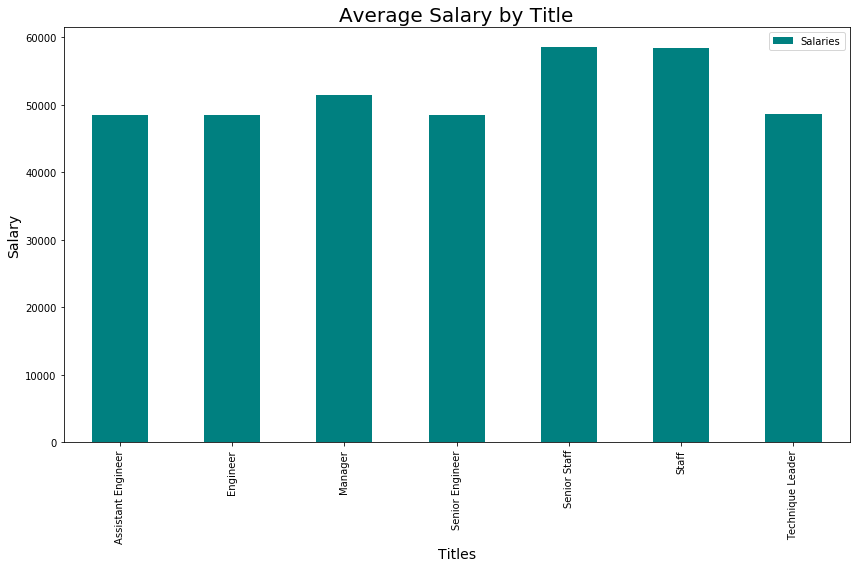 Average Salary by Title
Salaries
60000
50000
40000
30000
20000
10000
0
Salary
Assistant Engineer
Engineer
Manager
Senior Engineer
Senior Staff
Staff
Technique Leader
Titles